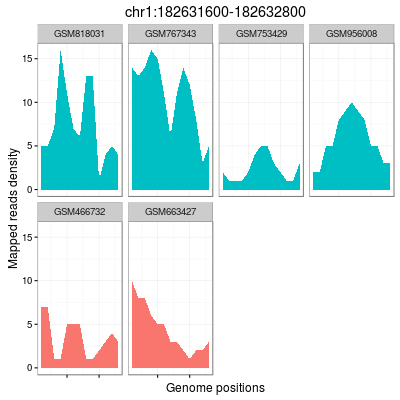 chr1:182631600-182632800
GSM818031 GSM767343 GSM753429 GSM956008
15
10
5
0
GSM466732 GSM663427
15
10
5
0
Mapped reads density
Genome positions